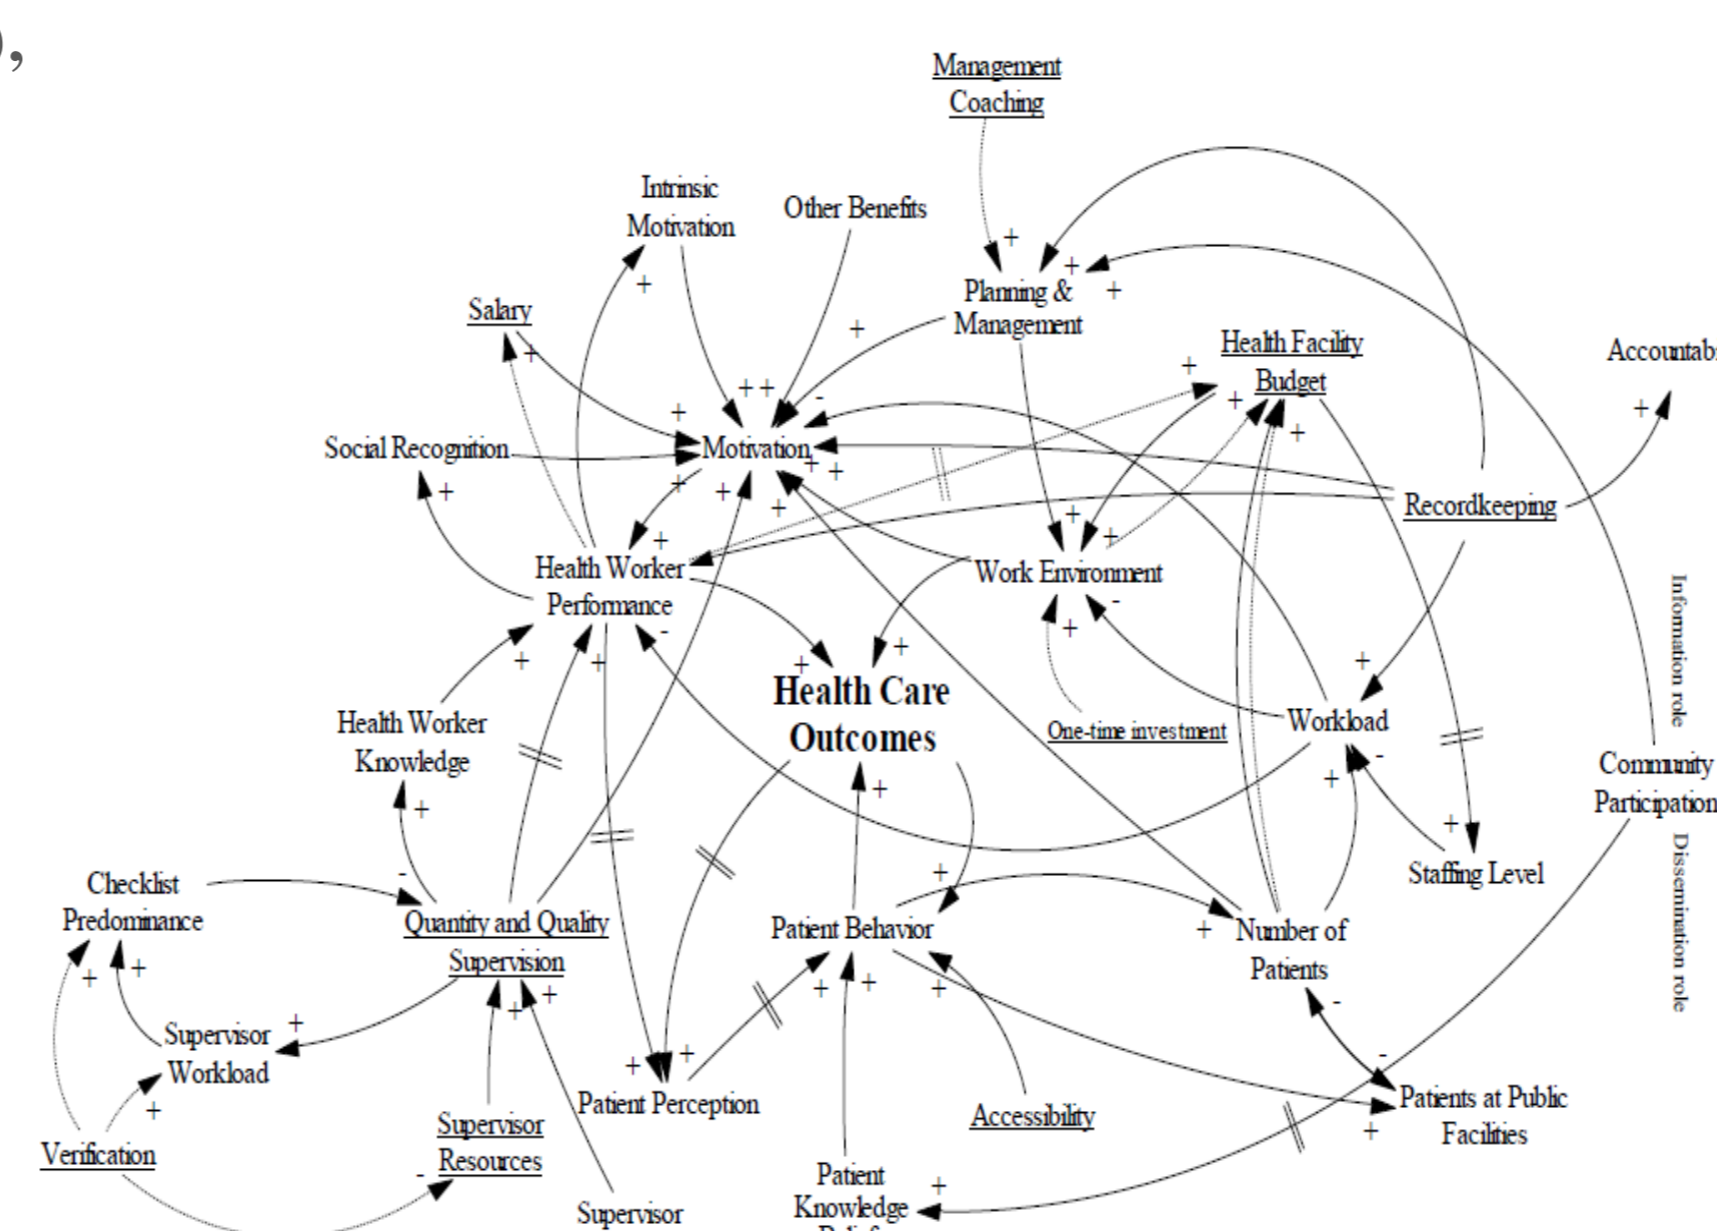 ),
Management
Coaching
Intrinsic
Motivation
Other Benefits
Planning &
Management
Salary
Health Facility
Budget
Accountab
Social Recognition
Motivation
Recordkeeping
Health Worker
Performance
Work Environment
Information role
Health Care
Outcomes
Health Worker
Knowledge
One-time investment
Workload
Community
Participation
Dissemination role
Staffing Level
Checklist
Predominance
Quantity and Quality
Supervision
Patient Behavior
Number of
Patients
Supervisor
Workload
Patient Perception
Accessibility
Patients at Public
Facilities
Verification
Supervisor
Resources
Supervisor
Patient
Knowledge